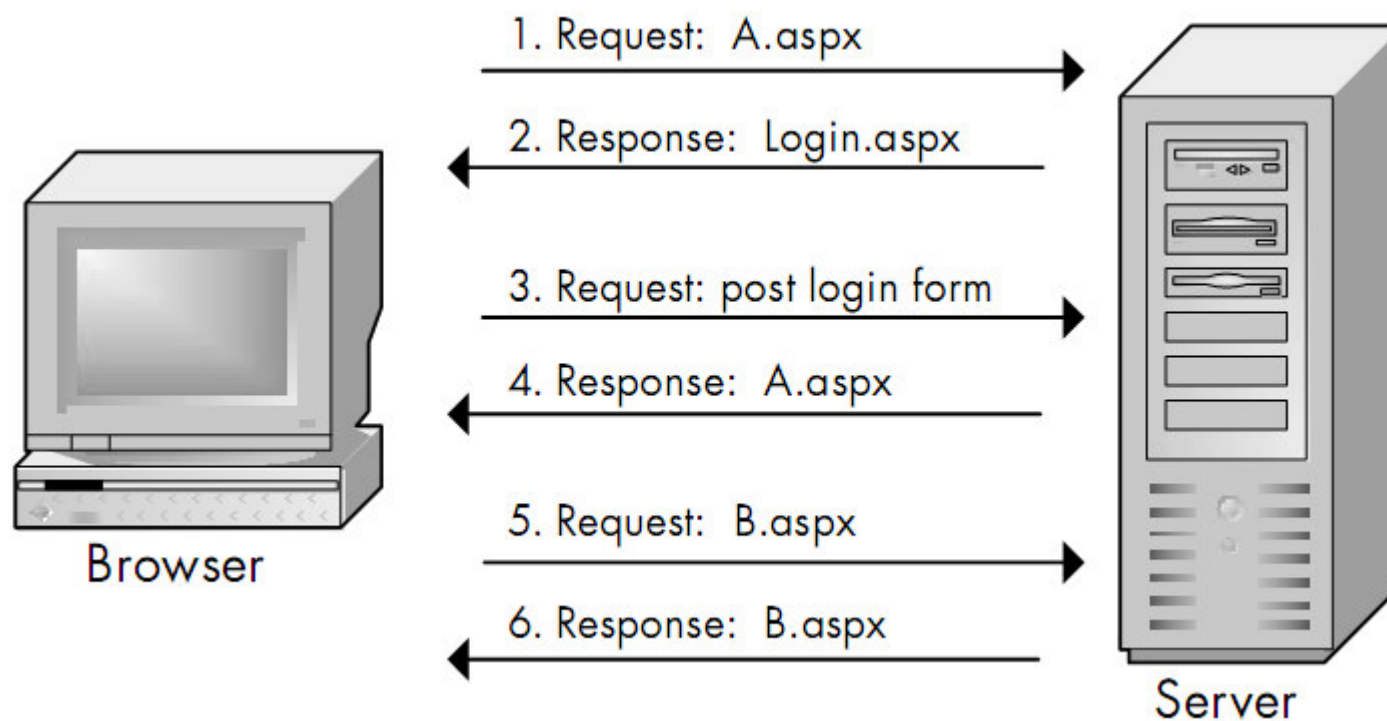 1. Request: A.aspx
2. Response: Login.aspx
3. Request: post login form
4. Response: A.aspx
5. Request: B.aspx
6. Response: B.aspx
Browser
Server